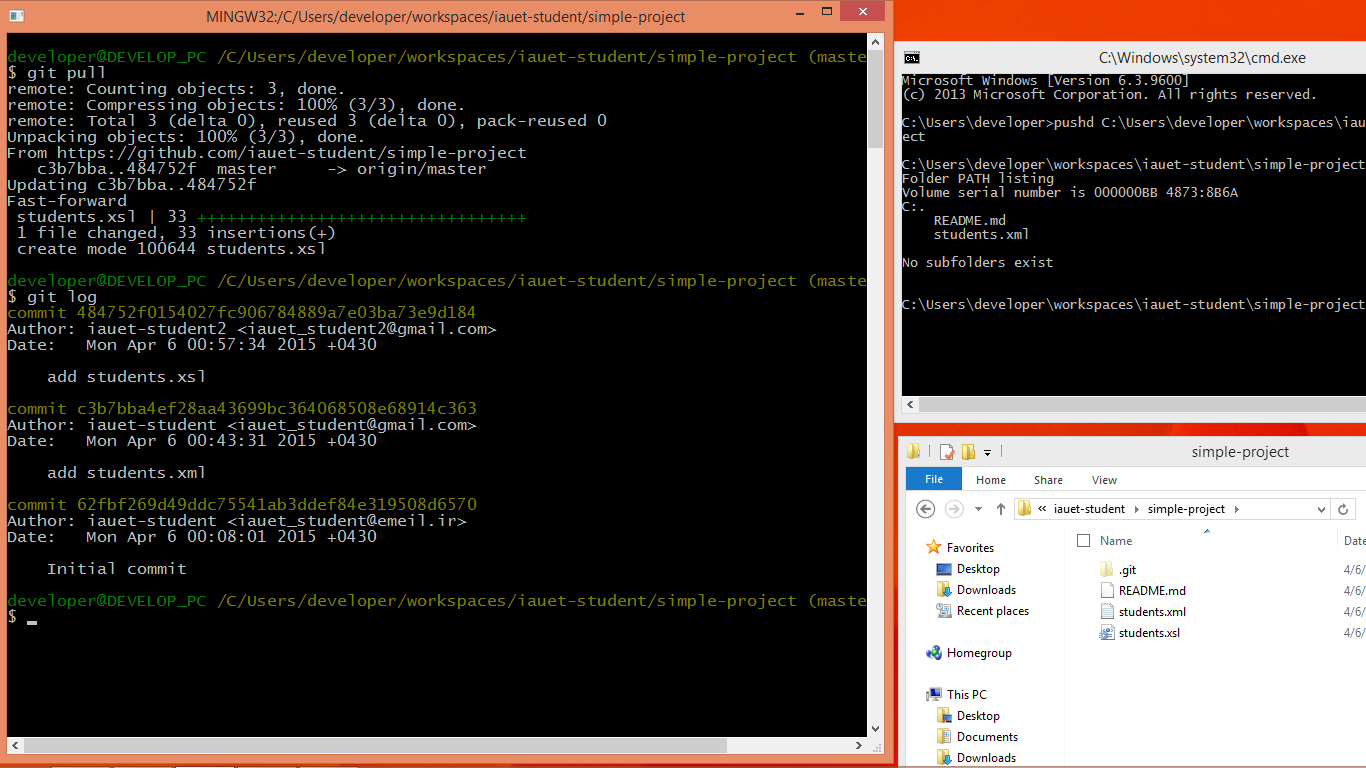 MINGW32:/C/Users/developer/workspaces/iauet-student/simple-project
developer@DEVELOP_PC /C/Users/developer/workspaces/iauet-student/simple-project (maste
$ git pull
remote: Counting objects: 3, done.
remote: Compressing objects: 100% (3/3), done.
remote: Total 3 (delta 0), reused 3 (delta 0), pack-reused 0
Unpacking objects: 100% (3/3), done.
From https://github.com/iauet-student/simple-project
   c3b7bba..484752f  master     -> origin/master
Updating c3b7bba..484752f
Fast-forward
 students.xsl | 33 +++++++++++++++++++++++++++++++++
 1 file changed, 33 insertions(+)
 create mode 100644 students.xsl
developer@DEVELOP_PC /C/Users/developer/workspaces/iauet-student/simple-project (maste
$ git log
commit 484752f0154027fc906784889a7e03ba73e9d184
Author: iauet-student2 <iauet_student2@gmail.com>
Date:   Mon Apr 6 00:57:34 2015 +0430
    add students.xsl
commit c3b7bba4ef28aa43699bc364068508e68914c363
Author: iauet-student <iauet_student@gmail.com>
Date:   Mon Apr 6 00:43:31 2015 +0430
    add students.xml
commit 62fbf269d49ddc75541ab3ddef84e319508d6570
Author: iauet-student <iauet_student@emeil.ir>
Date:   Mon Apr 6 00:08:01 2015 +0430
    Initial commit
developer@DEVELOP_PC /C/Users/developer/workspaces/iauet-student/simple-project (maste
$
C:\Windows\system32\cmd.exe
Microsoft Windows [Version 6.3.9600]
(c) 2013 Microsoft Corporation. All rights reserved.
C:\Users\developer>pushd C:\Users\developer\workspaces\iau
ect
C:\Users\developer\workspaces\iauet-student\simple-project
Folder PATH listing
Volume serial number is 000000BB 4873:8B6A
C:.
    README.md
    students.xml
No subfolders exist
C:\Users\developer\workspaces\iauet-student\simple-project
simple-project
File Home Share View
« iauet-student simple-project
Favorites
Desktop
Downloads
Recent places
Homegroup
This PC
Desktop
Documents
Downloads
Name Date
.git 4/6/
README.md 4/6/
students.xml 4/6/
students.xsl 4/6/